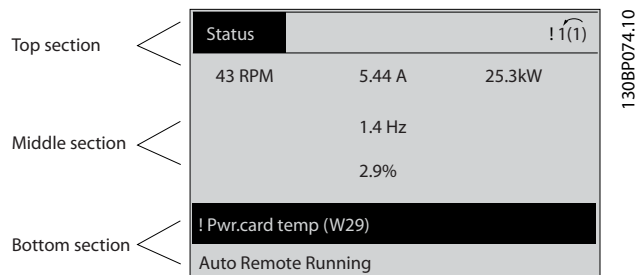 Top section
Status
! 1(1)
43 RPM 5.44 A 25.3kW
Middle section
1.4 Hz
2.9%
Bottom section
! Pwr.card temp (W29)
Auto Remote Running
130BP074.10